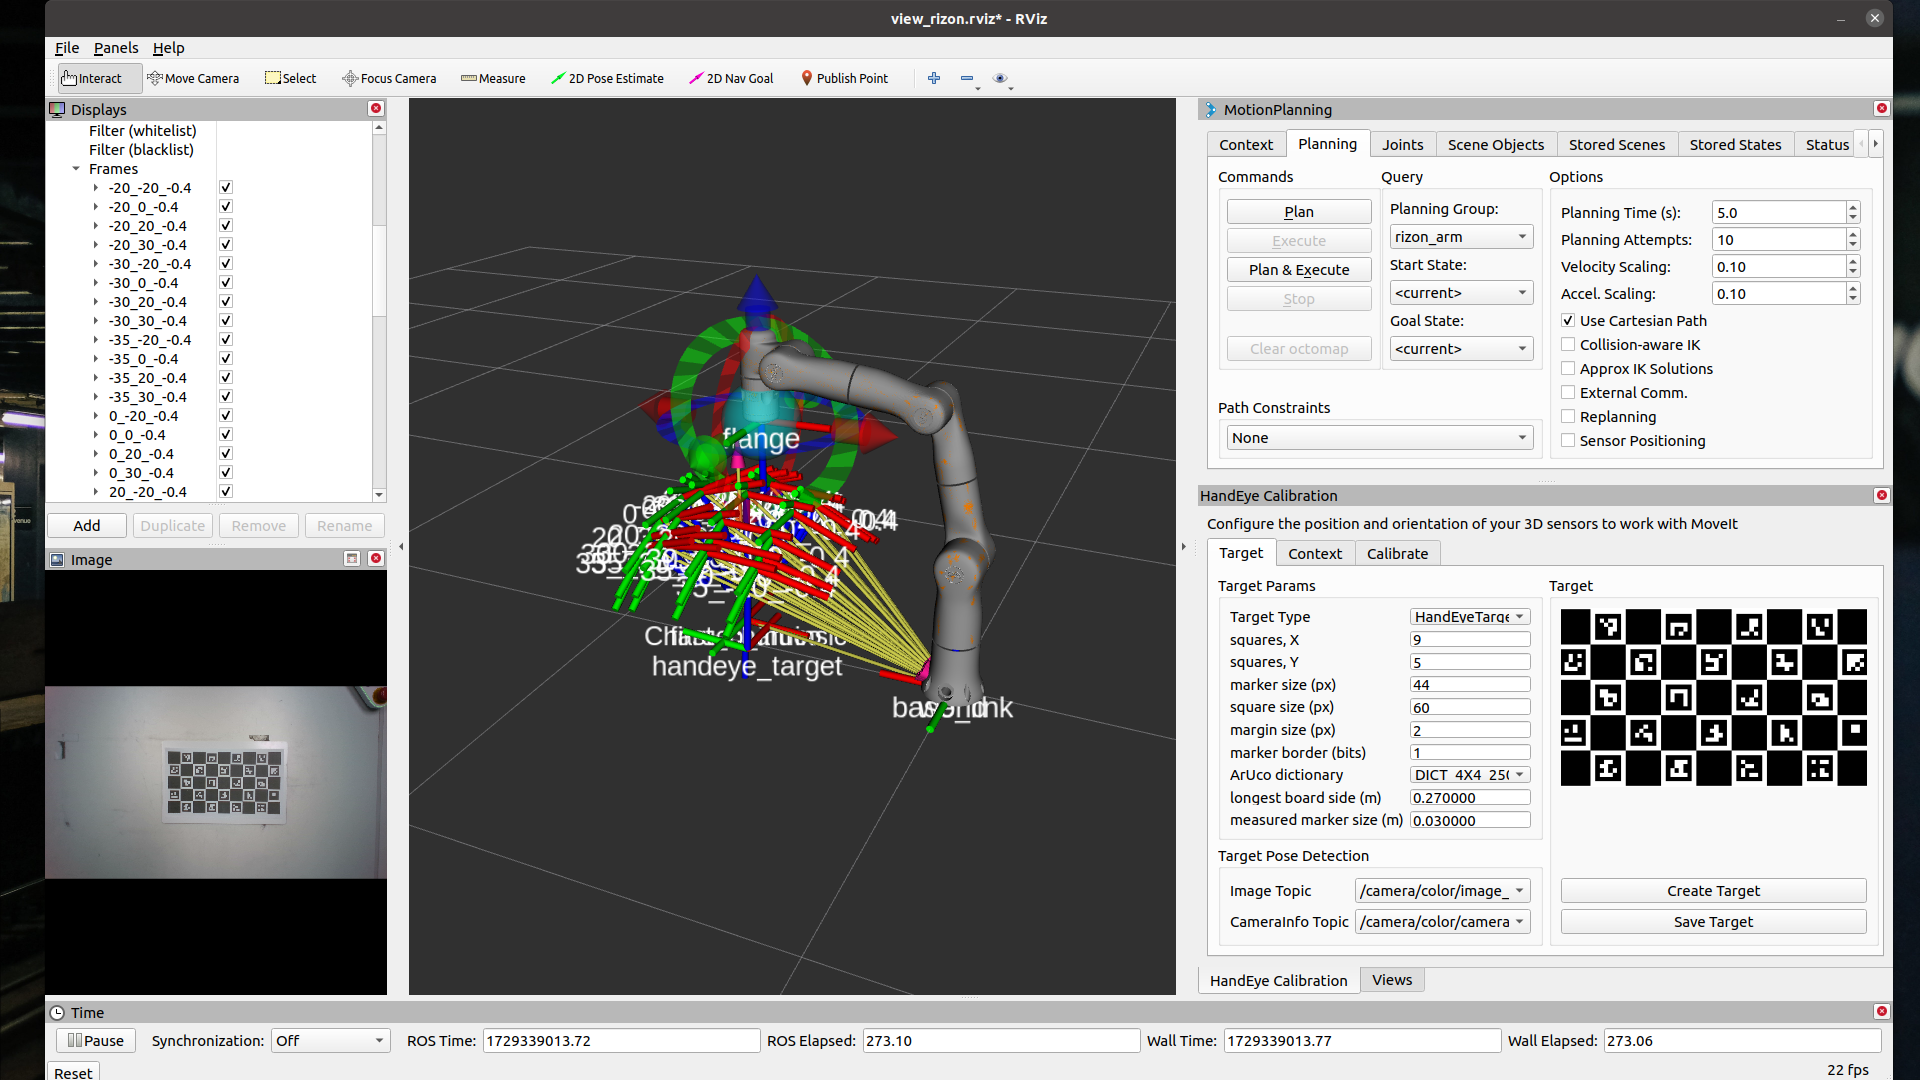 view_rizon.rviz* - RViz
File Panels Help
Interact Move Camera Select Focus Camera Measure 2D Pose Estimate 2D Nav Goal Publish Point
Displays
Filter (whitelist)
Filter (blacklist)
Frames
-20_-20_-0.4
-20_0_-0.4
-20_20_-0.4
-20_30_-0.4
-30_-20_-0.4
-30_0_-0.4
-30_20_-0.4
-30_30_-0.4
-35_-20_-0.4
-35_0_-0.4
-35_20_-0.4
-35_30_-0.4
0_-20_-0.4
0_0_-0.4
0_20_-0.4
0_30_-0.4
20_-20_-0.4
Add Duplicate Remove Rename
Image
flange
handeye_target
MotionPlanning
Context Planning Joints Scene Objects Stored Scenes Stored States Status
Commands
Plan
Execute
Plan & Execute
Stop
Clear octomap
Query
Planning Group:
rizon_arm
Start State:
<current>
Goal State:
<current>
Path Constraints
None
Options
Planning Time (s): 5.0
Planning Attempts: 10
Velocity Scaling: 0.10
Accel. Scaling: 0.10
Use Cartesian Path
Collision-aware IK
Approx IK Solutions
External Comm.
Replanning
Sensor Positioning
HandEye Calibration
Configure the position and orientation of your 3D sensors to work with MoveIt
Target Context Calibrate
Target Params
Target Type HandEyeTarge
squares, X 9
squares, Y 5
marker size (px) 44
square size (px) 60
margin size (px) 2
marker border (bits) 1
ArUco dictionary DICT_4X4_25(
longest board side (m) 0.270000
measured marker size (m) 0.030000
Target Pose Detection
Image Topic /camera/color/image_
CameraInfo Topic /camera/color/camera
Target
Create Target
Save Target
HandEye Calibration Views
Time
Pause Synchronization: Off ROS Time: 1729339013.72 ROS Elapsed: 273.10 Wall Time: 1729339013.77 Wall Elapsed: 273.06
Reset 22 fps